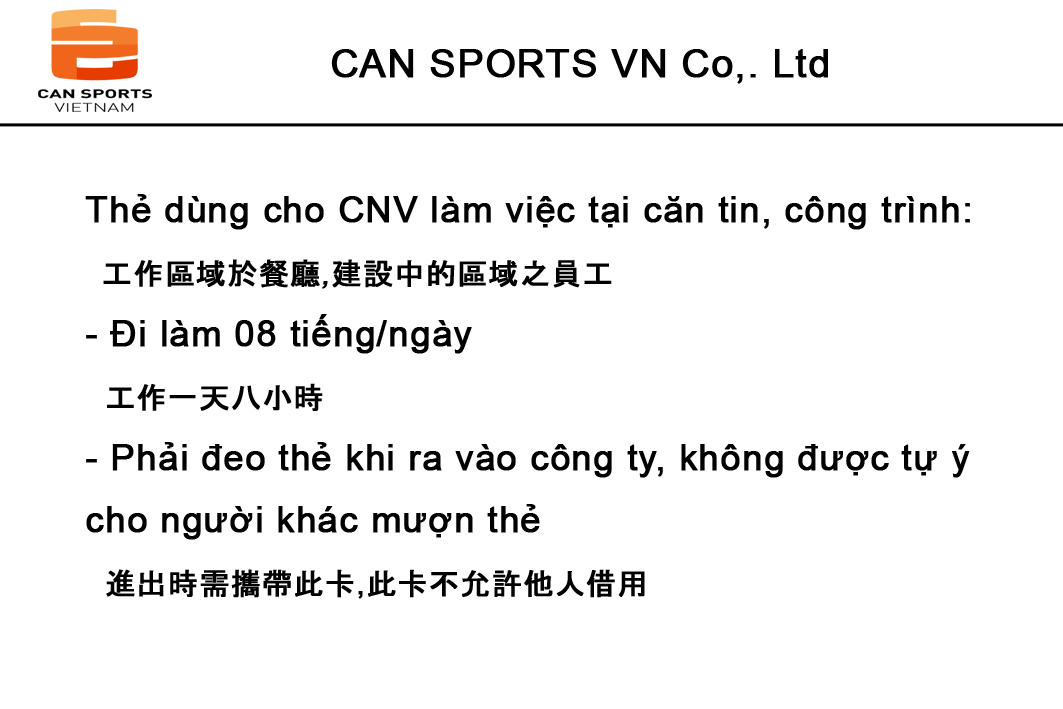 CAN SPORTS
VIETNAM
CAN SPORTS VN Co,. Ltd
Thẻ dùng cho CNV làm việc tại căn tin, công trình:
工作區域於餐廳,建設中的區域之員工
- Đi làm 08 tiếng/ngày
工作一天八小時
- Phải đeo thẻ khi ra vào công ty, không được tự ý
cho người khác mượn thẻ
進出時需攜帶此卡,此卡不允許他人借用